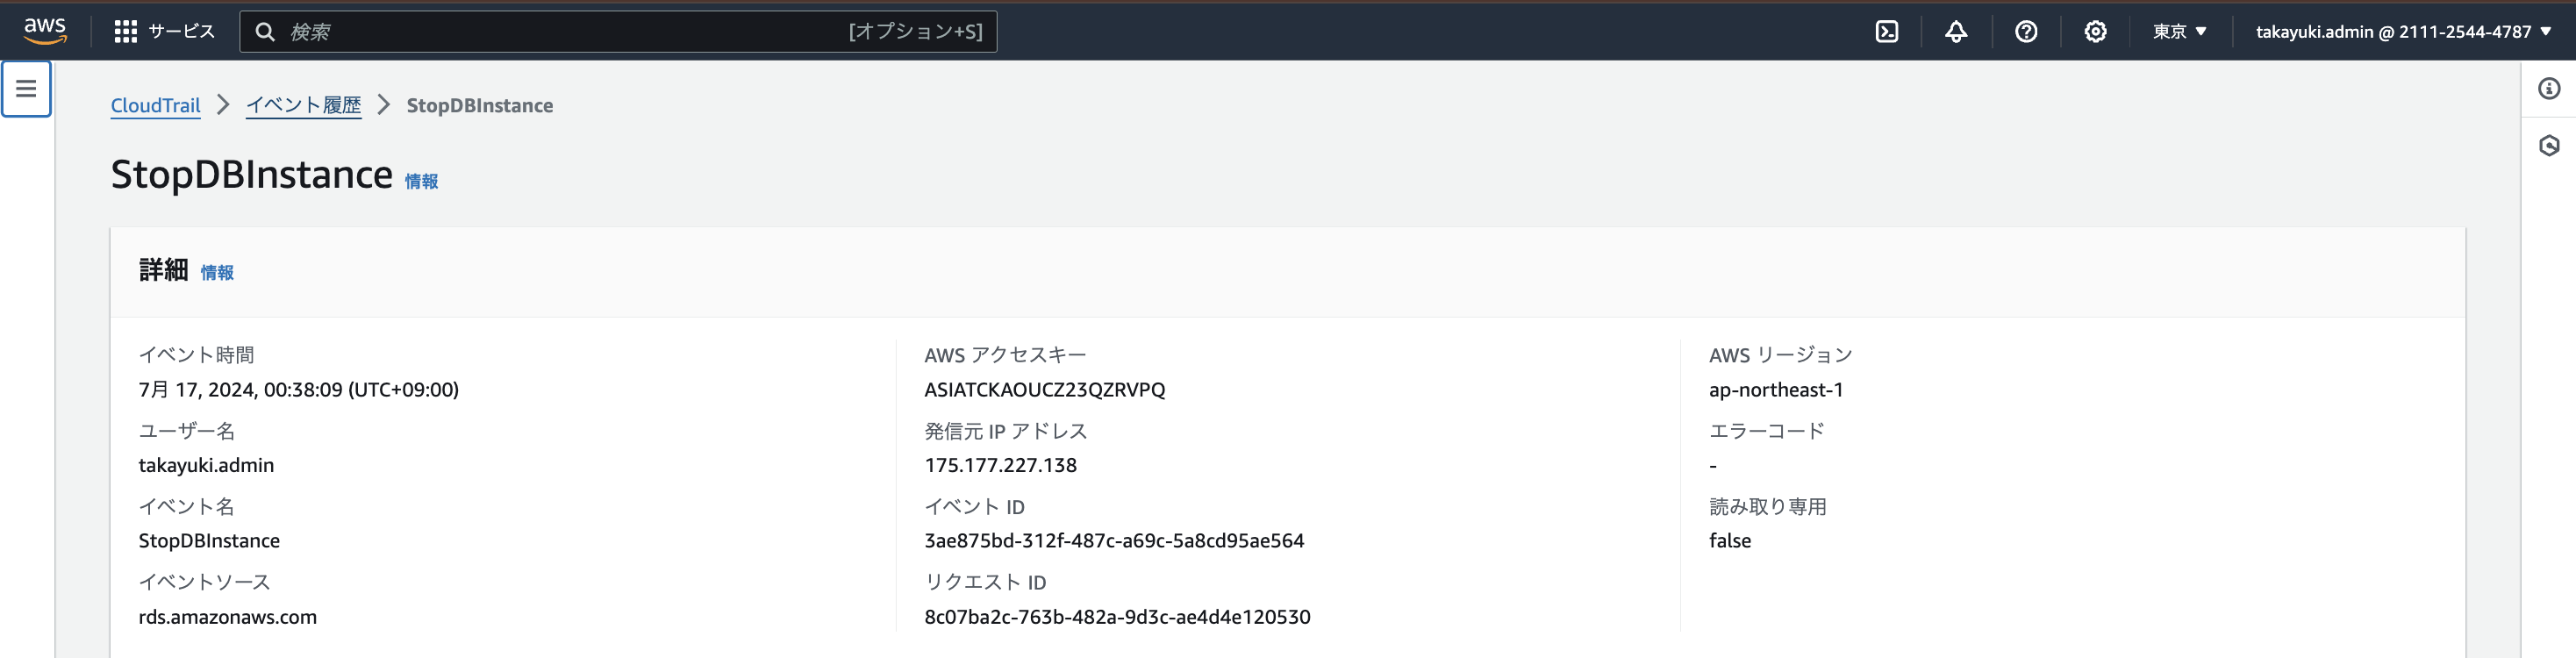 aws サービス 検索 [オプション+S] 東京 ▼ takayuki.admin @ 2111-2544-4787 ▼
CloudTrail > イベント履歴 > StopDBInstance
StopDBInstance 情報
詳細 情報
イベント時間
7月 17, 2024, 00:38:09 (UTC+09:00)
ユーザー名
takayuki.admin
イベント名
StopDBInstance
イベントソース
rds.amazonaws.com
AWS アクセスキー
ASIATCKAOUCZ23QZRVPQ
発信元 IP アドレス
175.177.227.138
イベント ID
3ae875bd-312f-487c-a69c-5a8cd95ae564
リクエスト ID
8c07ba2c-763b-482a-9d3c-ae4d4e120530
AWS リージョン
ap-northeast-1
エラーコード
-
読み取り専用
false